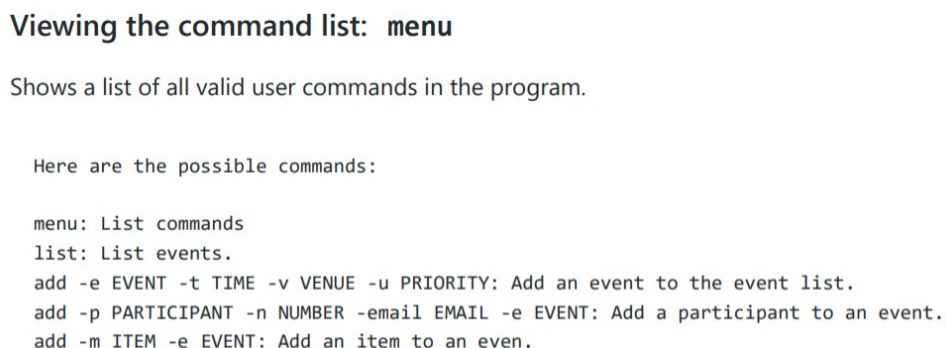 Viewing the command list: menu
Shows a list of all valid user commands in the program.
Here are the possible commands:
menu: List commands
list: List events.
add -e EVENT -t TIME -v VENUE -u PRIORITY: Add an event to the event list.
add -p PARTICIPANT -n NUMBER -email EMAIL -e EVENT: Add a participant to an event.
add -m ITEM -e EVENT: Add an item to an even.